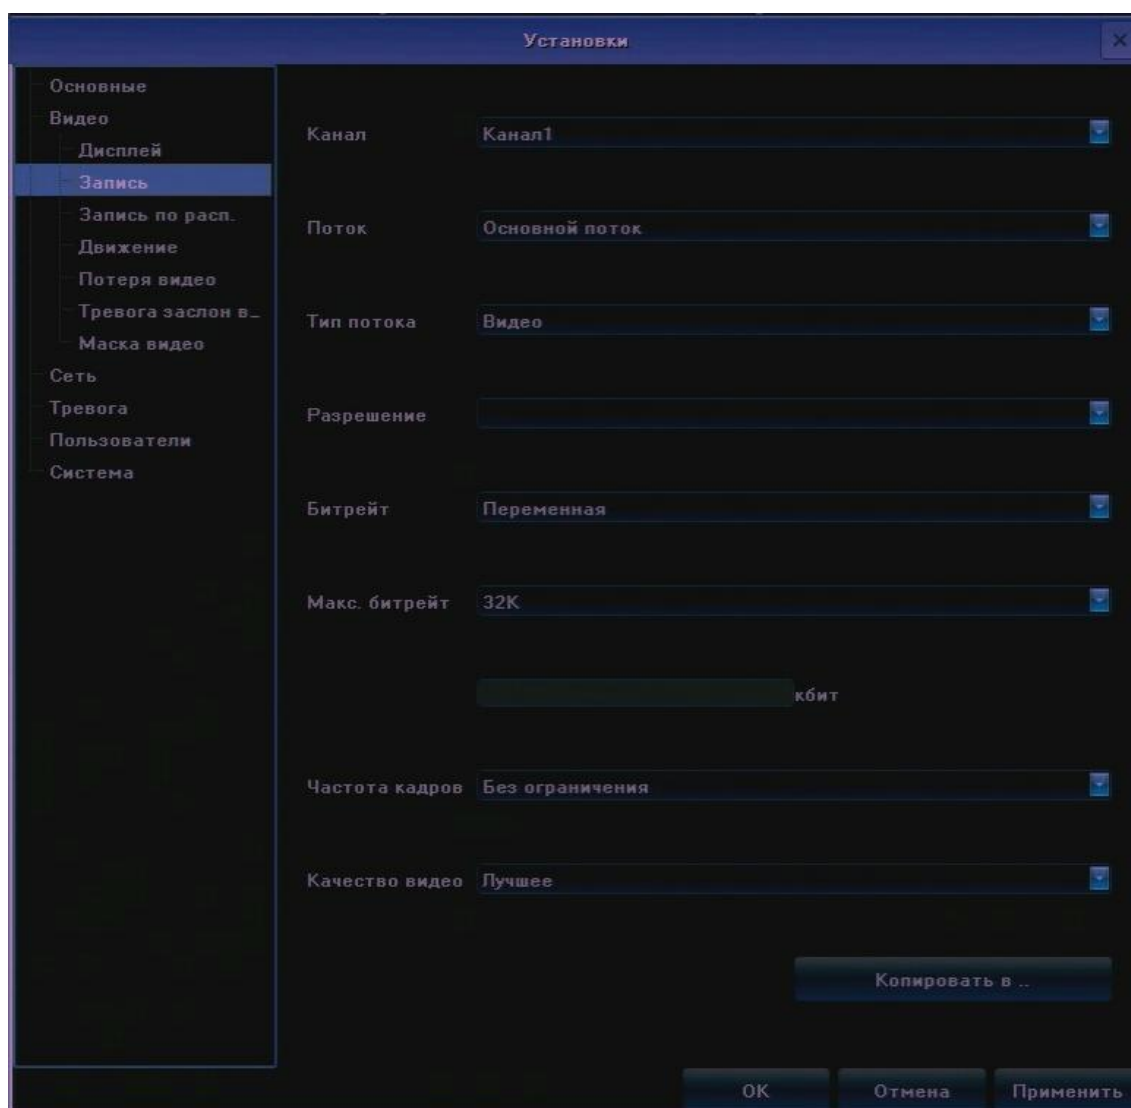 Установки
Основные
Видео
Дисплей
Запись
Запись по расп.
Движение
Потеря видео
Тревога заслон в_
Маска видео
Сеть
Тревога
Пользователи
Система
Канал Канал1
Поток Основной поток
Тип потока Видео
Разрешение
Битрейт Переменная
Макс. битрейт 32K
кбит
Частота кадров Без ограничения
Качество видео Лучшее
Копировать в ..
OK Отмена Применить